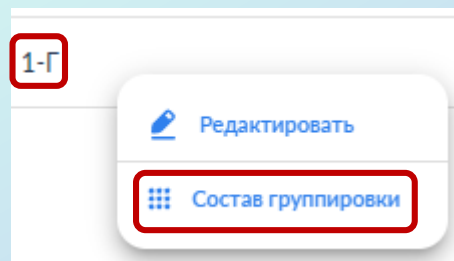 1-Г
Редактировать
Состав группировки